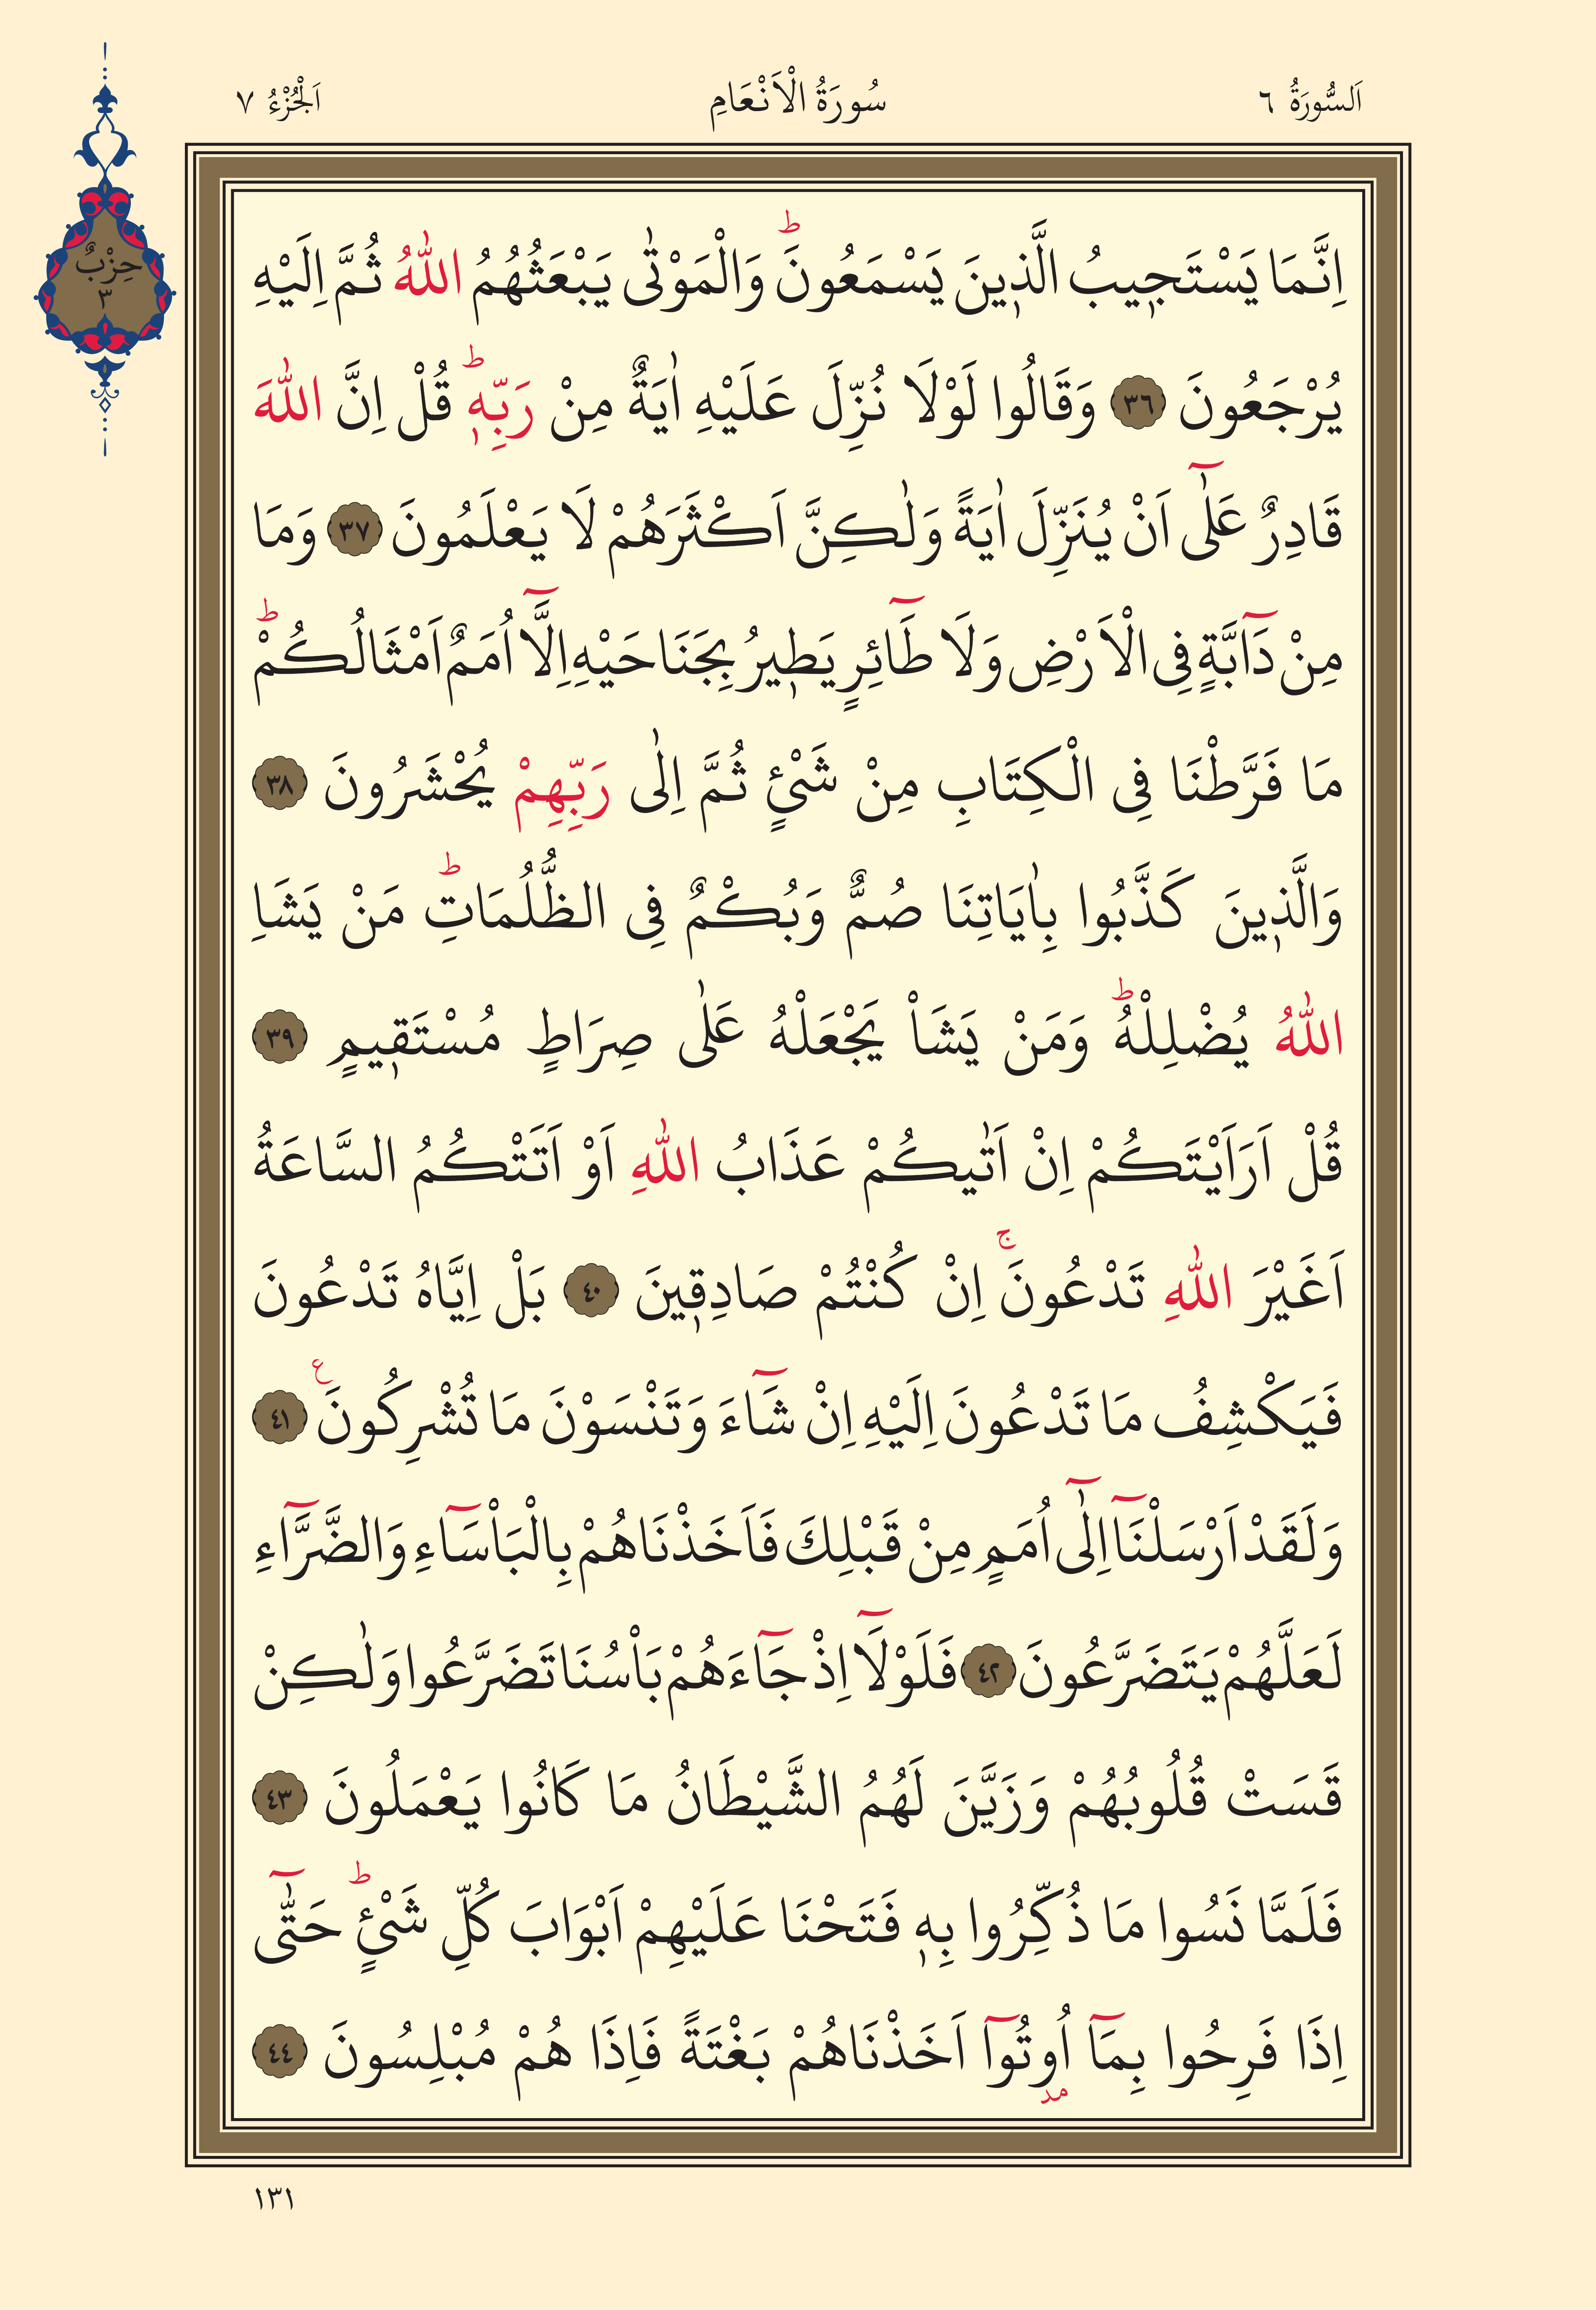 اَلسُّورَةُ ٦
سُورَةُ الْاَنْعَامِ
اَلْجُزْءُ ٧
حِزْبٌ
٣
اِنَّمَا يَسْتَجٖيبُ الَّذٖينَ يَسْمَعُونَؕ وَالْمَوْتٰى يَبْعَثُهُمُ اللّٰهُ ثُمَّ اِلَيْهِ
يُرْجَعُونَ ٣٦ وَقَالُوا لَوْلَا نُزِّلَ عَلَيْهِ اٰيَةٌ مِنْ رَبِّهٖؕ قُلْ اِنَّ اللّٰهَ
قَادِرٌ عَلٰٓى اَنْ يُنَزِّلَ اٰيَةً وَلٰكِنَّ اَكْثَرَهُمْ لَا يَعْلَمُونَ ٣٧ وَمَا
مِنْ دَٓابَّةٍ فِى الْاَرْضِ وَلَا طَٓائِرٍ يَطٖيرُ بِجَنَاحَيْهِ اِلَّٓا اُمَمٌ اَمْثَالُكُمْؕ
مَا فَرَّطْنَا فِى الْكِتَابِ مِنْ شَیْءٍ ثُمَّ اِلٰى رَبِّهِمْ يُحْشَرُونَ ٣٨
وَالَّذٖينَ كَذَّبُوا بِاٰيَاتِنَا صُمٌّ وَبُكْمٌ فِى الظُّلُمَاتِؕ مَنْ يَشَاِ
اللّٰهُ يُضْلِلْهُؕ وَمَنْ يَشَاْ يَجْعَلْهُ عَلٰى صِرَاطٍ مُسْتَقٖيمٍ ٣٩
قُلْ اَرَاَيْتَكُمْ اِنْ اَتٰيكُمْ عَذَابُ اللّٰهِ اَوْ اَتَتْكُمُ السَّاعَةُ
اَغَيْرَ اللّٰهِ تَدْعُونَۚ اِنْ كُنْتُمْ صَادِقٖينَ ٤٠ بَلْ اِيَّاهُ تَدْعُونَ
فَيَكْشِفُ مَا تَدْعُونَ اِلَيْهِ اِنْ شَٓاءَ وَتَنْسَوْنَ مَا تُشْرِكُونَ ع ٤١
وَلَقَدْ اَرْسَلْنَٓا اِلٰٓى اُمَمٍ مِنْ قَبْلِكَ فَاَخَذْنَاهُمْ بِالْبَاْسَٓاءِ وَالضَّرَّٓاءِ
لَعَلَّهُمْ يَتَضَرَّعُونَ ٤٢ فَلَوْلَٓا اِذْ جَٓاءَهُمْ بَاْسُنَا تَضَرَّعُوا وَلٰكِنْ
قَسَتْ قُلُوبُهُمْ وَزَيَّنَ لَهُمُ الشَّيْطَانُ مَا كَانُوا يَعْمَلُونَ ٤٣
فَلَمَّا نَسُوا مَا ذُكِّرُوا بِهٖ فَتَحْنَا عَلَيْهِمْ اَبْوَابَ كُلِّ شَیْءٍؕ حَتّٰٓى
اِذَا فَرِحُوا بِمَٓا اُوتُٓوا مد اَخَذْنَاهُمْ بَغْتَةً فَاِذَا هُمْ مُبْلِسُونَ ٤٤
١٣١